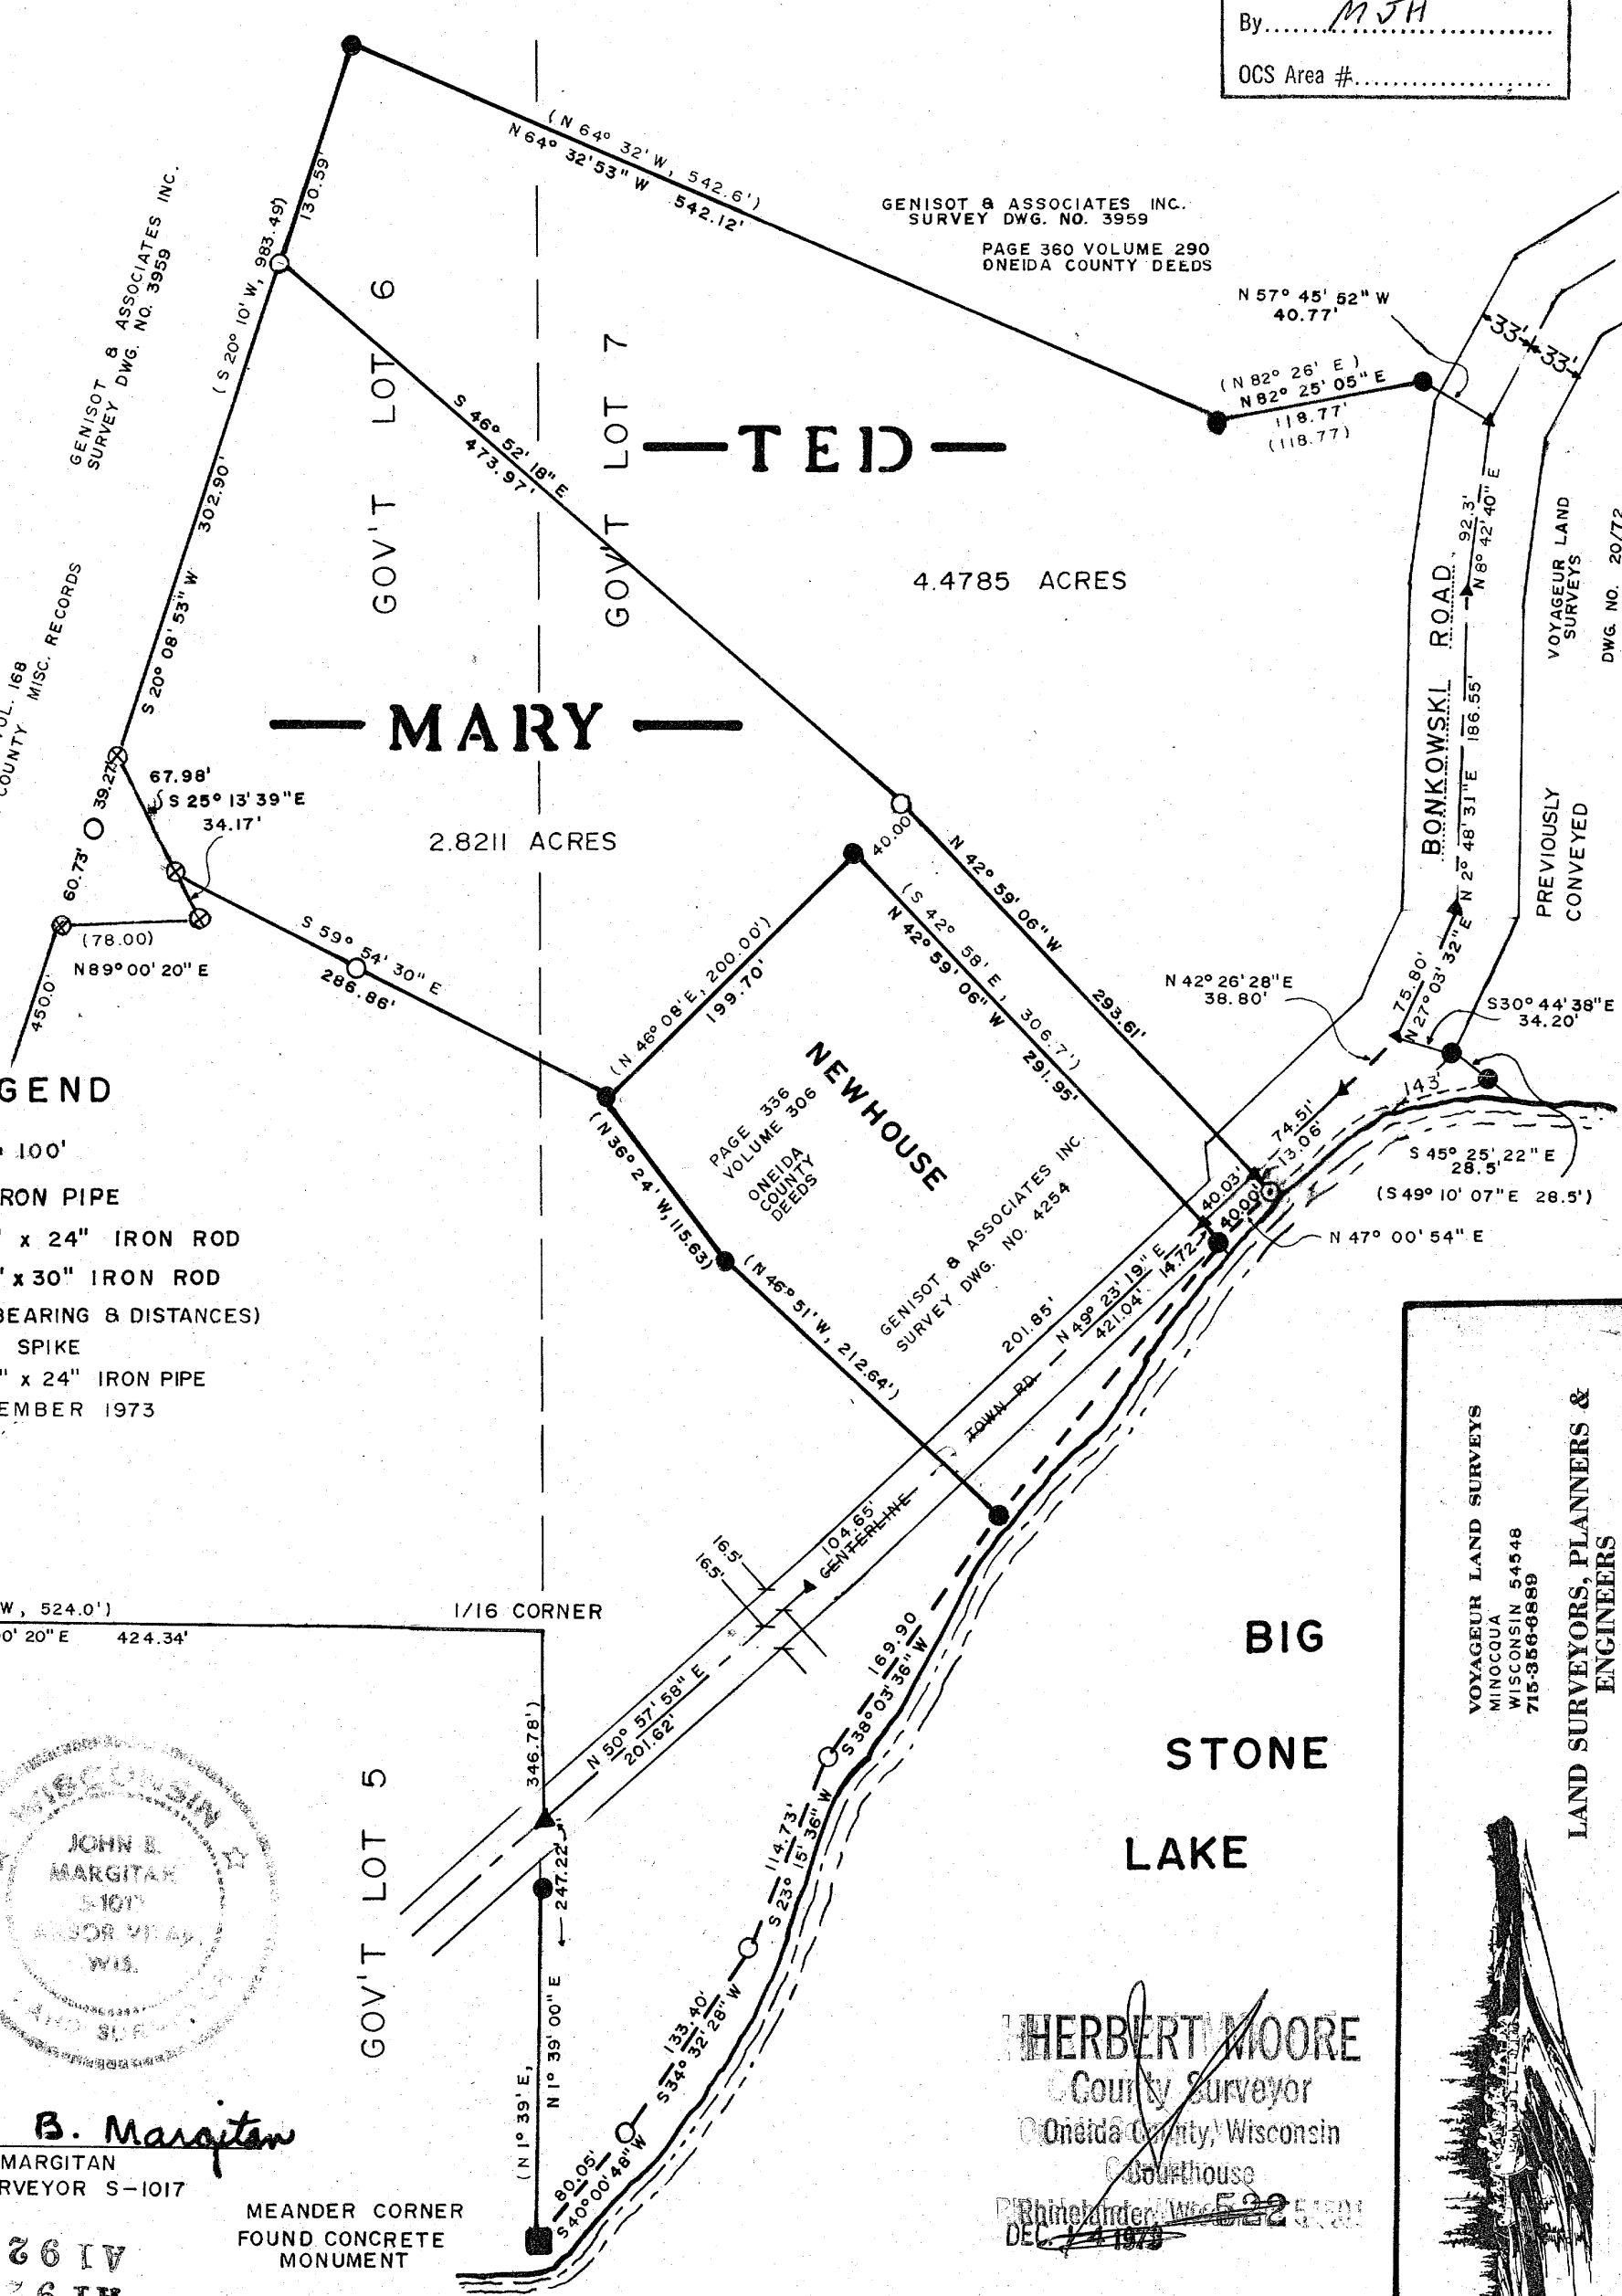 By MJH
OCS Area #
130.59'
(N 64° 32' W, 542.6')
N 64° 32' 53" W 542.12'
GENISOT & ASSOCIATES INC.
SURVEY DWG. NO. 3959
PAGE 360 VOLUME 290
ONEIDA COUNTY DEEDS
GENISOT & ASSOCIATES INC.
SURVEY DWG. NO. 3959
(S 20° 10' W, 983.49')
N 57° 45' 52" W
40.77'
33' 33'
(N 82° 26' E)
N 82° 25' 05" E
118.77'
(118.77)
GOV'T LOT 6
GOV'T LOT 7
S 46° 52' 18" E
473.97'
— TED —
4.4785 ACRES
302.90'
S 20° 08' 53" W
92.3'
N 8° 42' 40" E
BONKOWSKI ROAD
VOYAGEUR LAND
SURVEYS
DWG. NO. 20/72
VOL. 168
COUNTY MISC. RECORDS
— MARY —
2.8211 ACRES
186.55'
N 2° 48' 31" E
PREVIOUSLY
CONVEYED
39.27'
67.98'
S 25° 13' 39" E
34.17'
60.73'
(78.00)
N89° 00' 20" E
450.0'
S 59° 54' 30" E
286.86'
40.00
N 42° 59' 06" W
293.61'
(S 42° 58' E, 306.7')
N 42° 59' 06" W 291.95'
(N 46° 08' E, 200.00')
199.70'
N 42° 26' 28" E
38.80'
75.80'
N 27° 03' 32" E
S30° 44' 38"E
34.20'
143'
S 45° 25' 22" E
28.5'
(S 49° 10' 07" E 28.5')
74.51'
13.06'
40.03'
40.00'
14.72
N 47° 00' 54" E
NEWHOUSE
PAGE 336
VOLUME 306
ONEIDA
COUNTY
DEEDS
GENISOT & ASSOCIATES INC.
SURVEY DWG. NO. 4254
(N 36° 24' W, 115.63)
(N 46° 51' W, 212.64')
201.85'
N 49° 23' 19" E
421.04'
TOWN RD
104.65'
CENTERLINE
16.5'
16.5'
GEND
100'
RON PIPE
x 24" IRON ROD
" x 30" IRON ROD
BEARING & DISTANCES)
SPIKE
" x 24" IRON PIPE
EMBER 1973
W, 524.0')
0' 20" E 424.34'
1/16 CORNER
346.78')
N 50° 57' 58" E
201.62'
169.90
S 38° 03' 36" W
114.73'
S 23° 15' 36" W
133.40'
S 34° 32' 28" W
80.05'
S 40° 00' 48" W
247.22'
N 1° 39' 00" E
(N 1° 39' E,
GOV'T LOT 5
BIG
STONE
LAKE
VOYAGEUR LAND SURVEYS
MINOCQUA
WISCONSIN 54548
715-356-6889
LAND SURVEYORS, PLANNERS &
ENGINEERS
WISCONSIN
JOHN B.
MARGITAN
S-1017
ARBOR VITAE,
WIS.
B. Margitan
MARGITAN
RVEYOR S-1017
MEANDER CORNER
FOUND CONCRETE
MONUMENT
HERBERT MOORE
County Surveyor
Oneida County, Wisconsin
Courthouse
Rhinelander, Wis.
522
DEC. 14 1973
A192